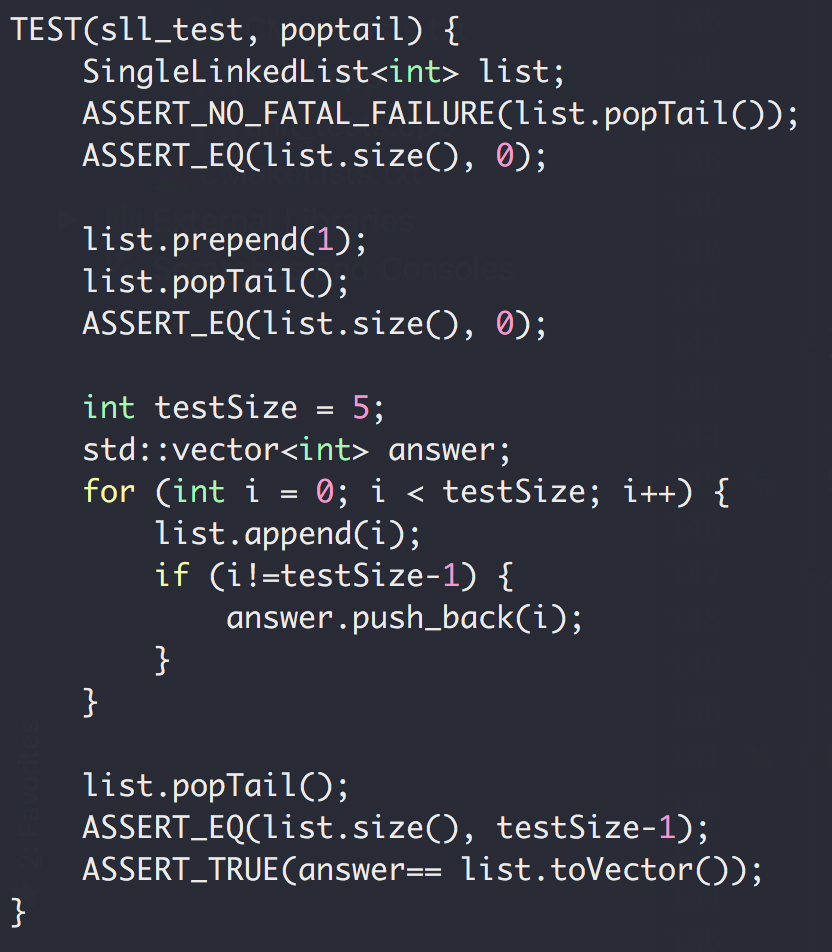 TEST(sll_test, poptail) {
    SingleLinkedList<int> list;
    ASSERT_NO_FATAL_FAILURE(list.popTail());
    ASSERT_EQ(list.size(), 0);

    list.prepend(1);
    list.popTail();
    ASSERT_EQ(list.size(), 0);

    int testSize = 5;
    std::vector<int> answer;
    for (int i = 0; i < testSize; i++) {
        list.append(i);
        if (i!=testSize-1) {
            answer.push_back(i);
        }
    }

    list.popTail();
    ASSERT_EQ(list.size(), testSize-1);
    ASSERT_TRUE(answer== list.toVector());
}